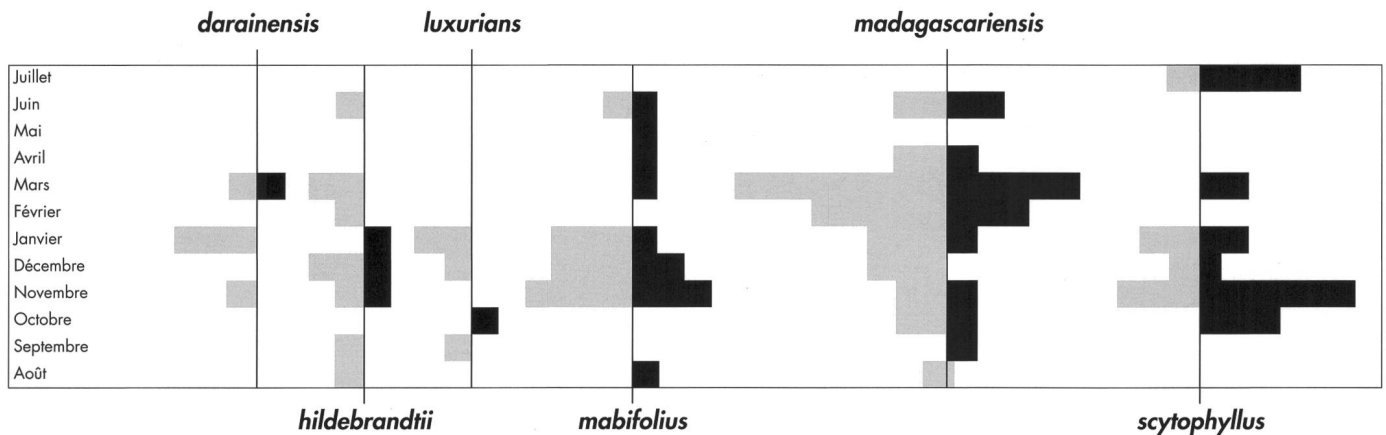 darainensis luxurians madagascariensis
Juillet
Juin
Mai
Avril
Mars
Février
Janvier
Décembre
Novembre
Octobre
Septembre
Août
hildebrandtii mabifolius scytophyllus